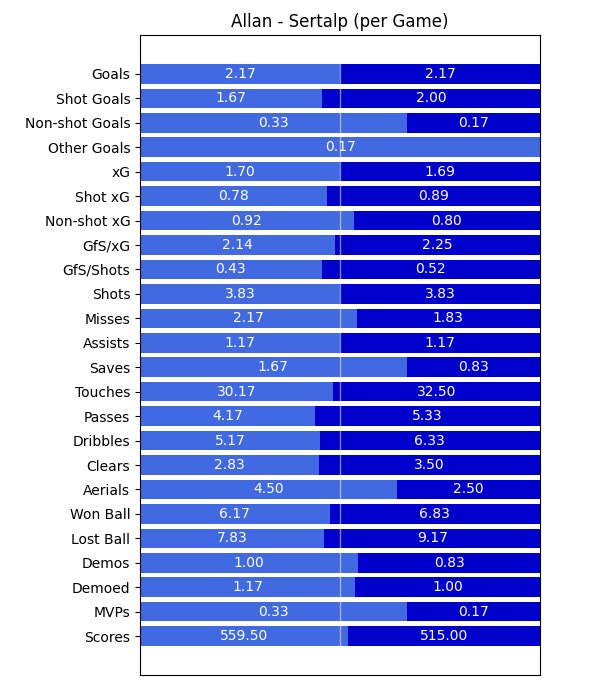 Allan - Sertalp (per Game)
Goals 2.17 2.17
Shot Goals 1.67 2.00
Non-shot Goals 0.33 0.17
Other Goals 0.17
xG 1.70 1.69
Shot xG 0.78 0.89
Non-shot xG 0.92 0.80
GfS/xG 2.14 2.25
GfS/Shots 0.43 0.52
Shots 3.83 3.83
Misses 2.17 1.83
Assists 1.17 1.17
Saves 1.67 0.83
Touches 30.17 32.50
Passes 4.17 5.33
Dribbles 5.17 6.33
Clears 2.83 3.50
Aerials 4.50 2.50
Won Ball 6.17 6.83
Lost Ball 7.83 9.17
Demos 1.00 0.83
Demoed 1.17 1.00
MVPs 0.33 0.17
Scores 559.50 515.00